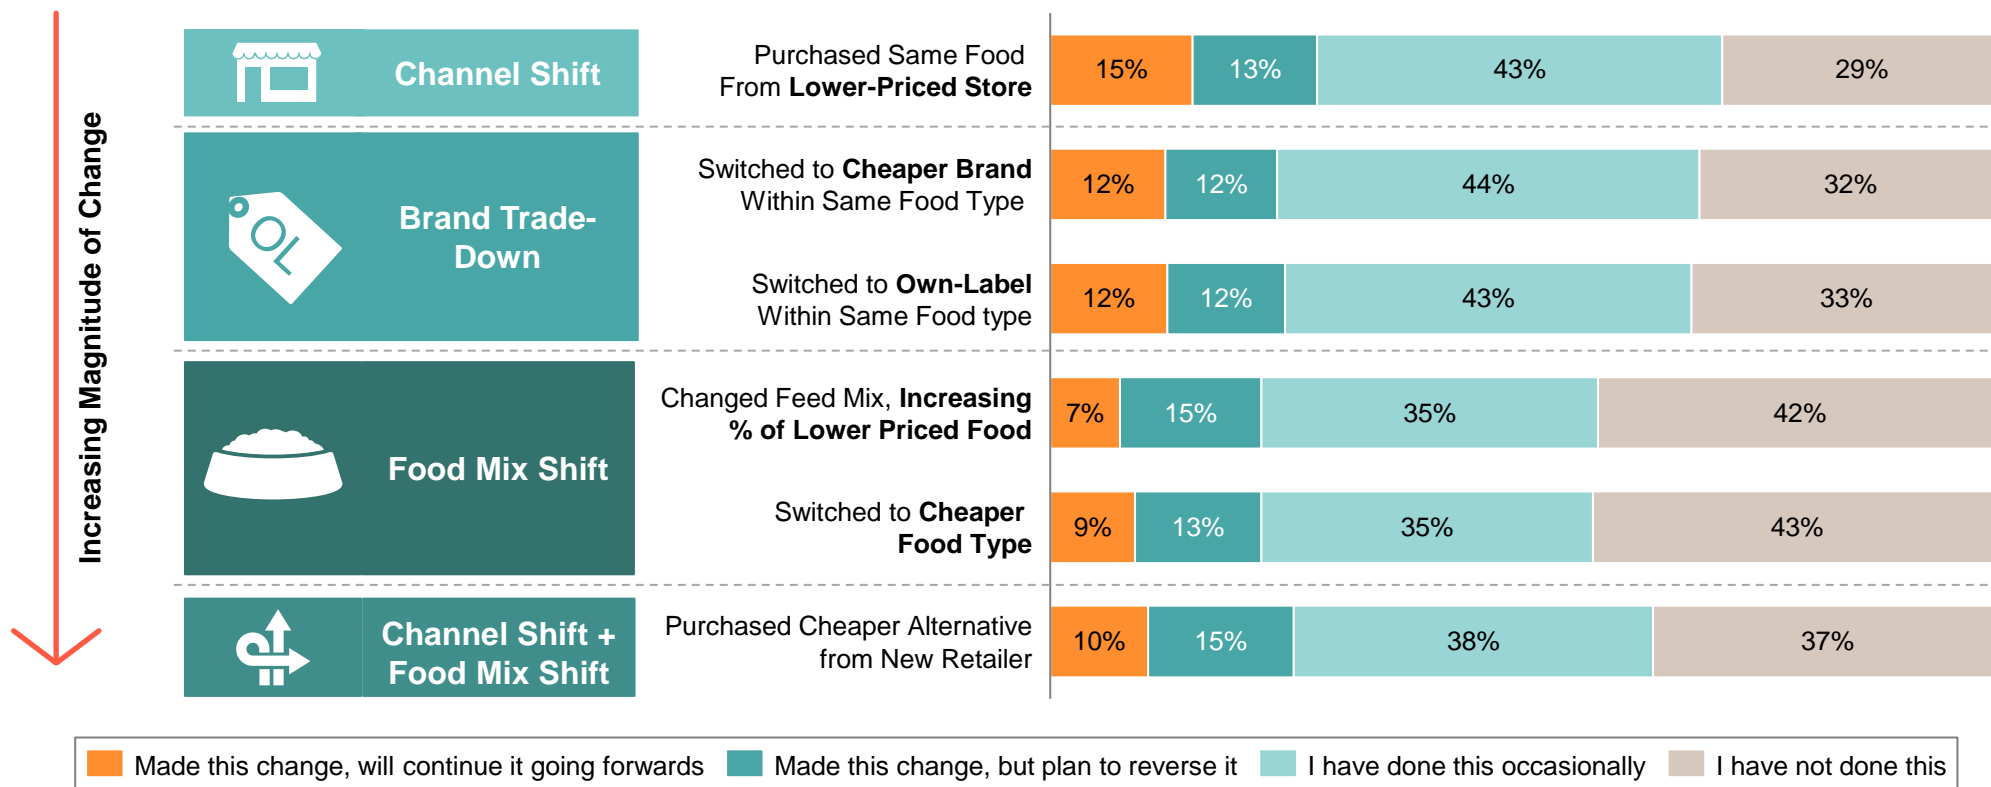 Increasing Magnitude of Change
Channel Shift
Purchased Same Food
From Lower-Priced Store
15% 13% 43% 29%
OL
Brand Trade-
Down
Switched to Cheaper Brand
Within Same Food Type
12% 12% 44% 32%
Switched to Own-Label
Within Same Food type
12% 12% 43% 33%
Food Mix Shift
Changed Feed Mix, Increasing
% of Lower Priced Food
7% 15% 35% 42%
Switched to Cheaper
Food Type
9% 13% 35% 43%
Channel Shift +
Food Mix Shift
Purchased Cheaper Alternative
from New Retailer
10% 15% 38% 37%
Made this change, will continue it going forwards Made this change, but plan to reverse it I have done this occasionally I have not done this